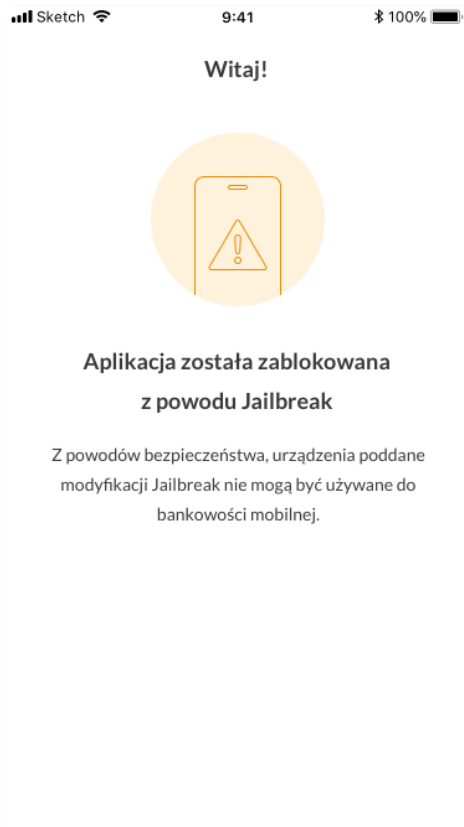 Sketch 9:41 100%
Witaj!
Aplikacja została zablokowana
z powodu Jailbreak
Z powodów bezpieczeństwa, urządzenia poddane
modyfikacji Jailbreak nie mogą być używane do
bankowości mobilnej.